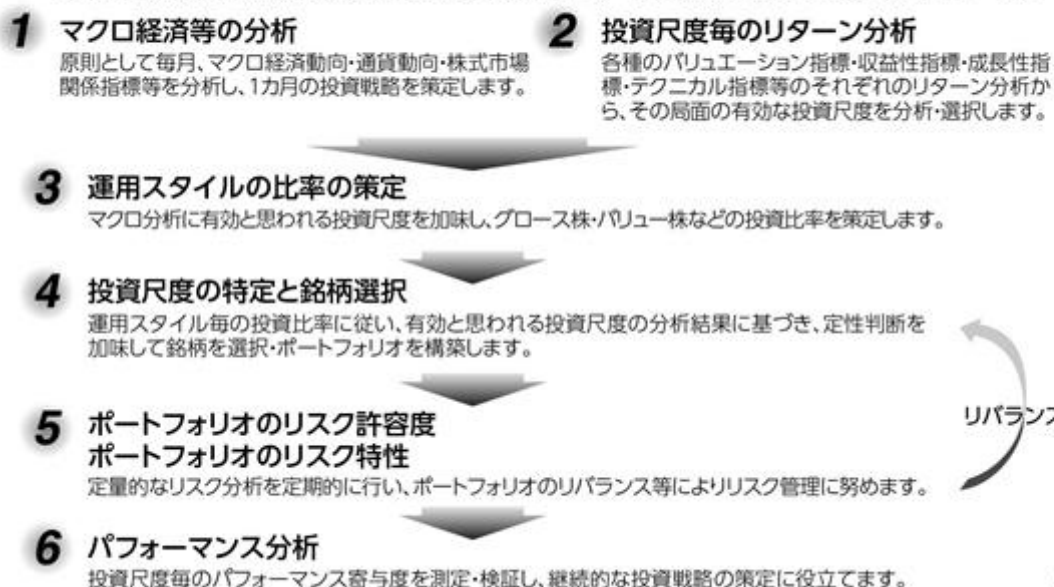 1 マクロ経済等の分析
原則として毎月、マクロ経済動向・通貨動向・株式市場
関係指標等を分析し、1カ月の投資戦略を策定します。
2 投資尺度毎のリターン分析
各種のバリュエーション指標・収益性指標・成長性指
標・テクニカル指標等のそれぞれのリターン分析か
ら、その局面の有効な投資尺度を分析・選択します。
3 運用スタイルの比率の策定
マクロ分析に有効と思われる投資尺度を加味し、グロース株・バリュー株などの投資比率を策定します。
4 投資尺度の特定と銘柄選択
運用スタイル毎の投資比率に従い、有効と思われる投資尺度の分析結果に基づき、定性判断を
加味して銘柄を選択・ポートフォリオを構築します。
リバランス
5 ポートフォリオのリスク許容度
ポートフォリオのリスク特性
定量的なリスク分析を定期的に行い、ポートフォリオのリバランス等によりリスク管理に努めます。
6 パフォーマンス分析
投資尺度毎のパフォーマンス寄与度を測定・検証し、継続的な投資戦略の策定に役立てます。